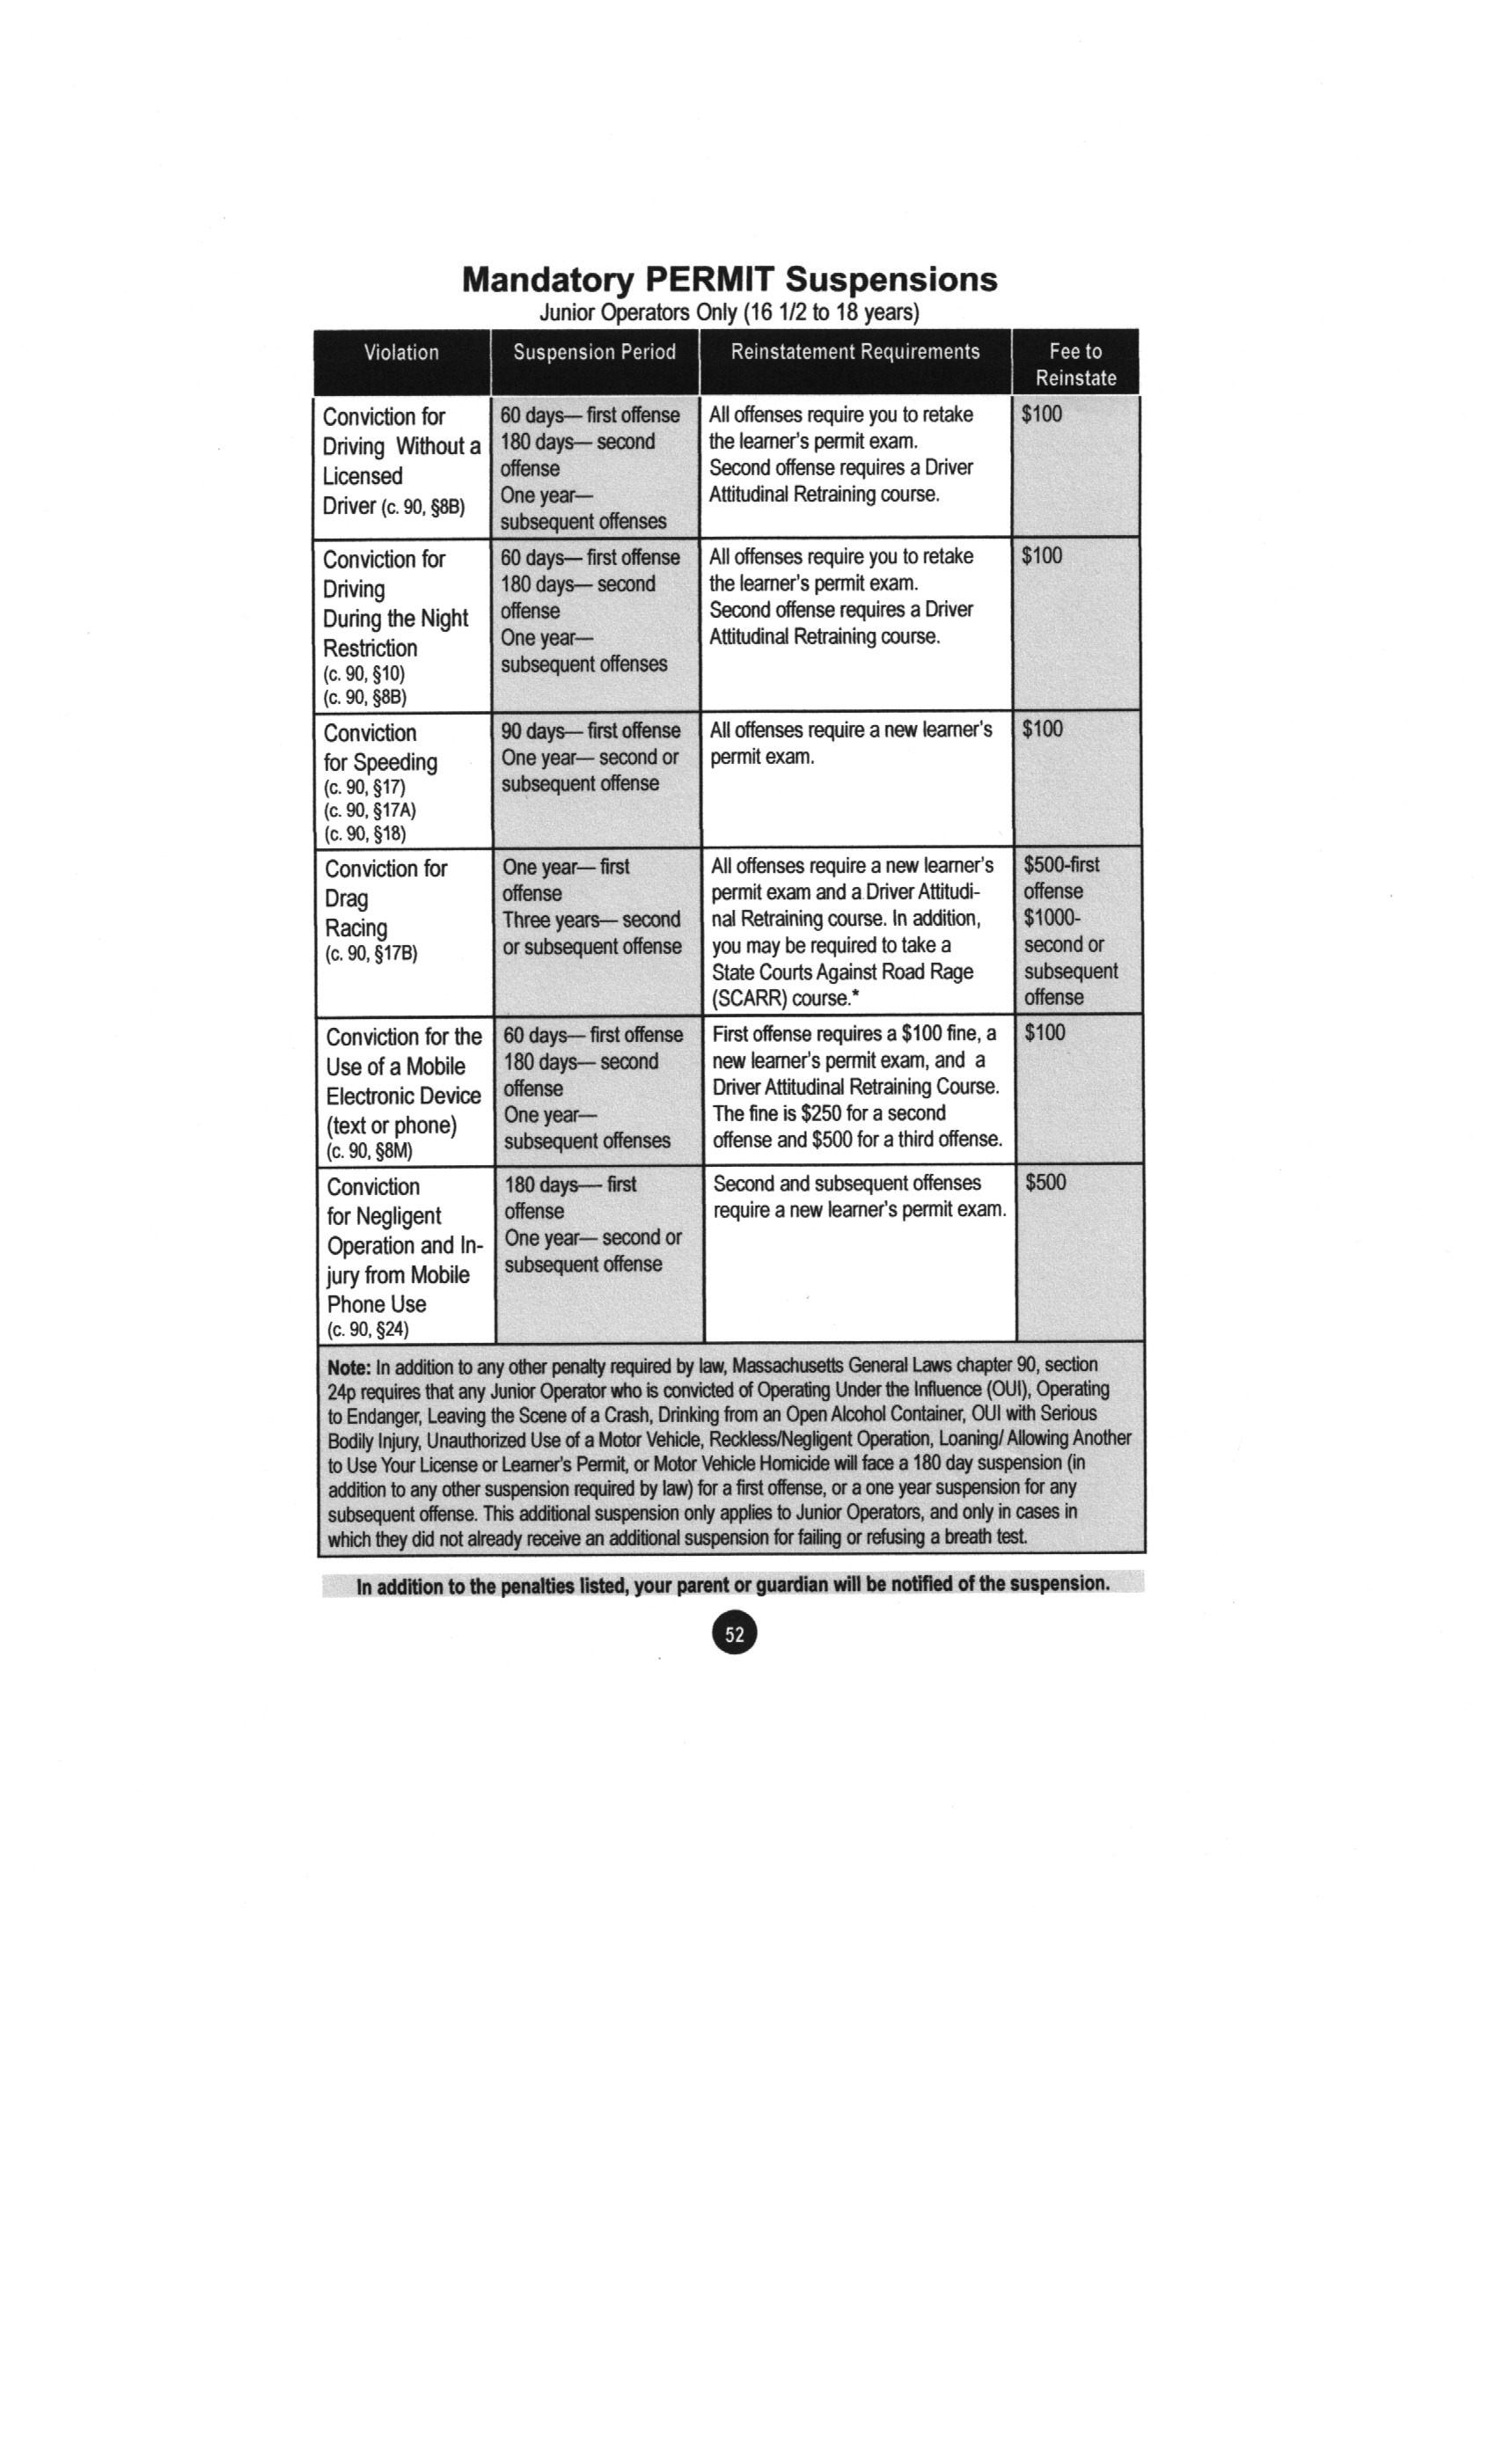 Mandatory PERMIT Suspensions
Junior Operators Only (16 1/2 to 18 years)
Violation
Suspension Period
Reinstatement Requirements
Fee to
Reinstate
Conviction for
Driving Without a
Licensed
Driver (c. 90, §8B)
60 days— first offense
180 days— second
offense
One year—
subsequent offenses
All offenses require you to retake
the learner's permit exam.
Second offense requires a Driver
Attitudinal Retraining course.
$100
Conviction for
Driving
During the Night
Restriction
(c. 90, §10)
(c. 90, §8B)
60 days— first offense
180 days— second
offense
One year—
subsequent offenses
All offenses require you to retake
the learner's permit exam.
Second offense requires a Driver
Attitudinal Retraining course.
$100
Conviction
for Speeding
(c. 90, §17)
(c. 90, §17A)
(c. 90, §18)
90 days— first offense
One year— second or
subsequent offense
All offenses require a new learner's
permit exam.
$100
Conviction for
Drag
Racing
(c. 90, §17B)
One year— first
offense
Three years— second
or subsequent offense
All offenses require a new learner's
permit exam and a Driver Attitudi-
nal Retraining course. In addition,
you may be required to take a
State Courts Against Road Rage
(SCARR) course.*
$500-first
offense
$1000-
second or
subsequent
offense
Conviction for the
Use of a Mobile
Electronic Device
(text or phone)
(c. 90, §8M)
60 days— first offense
180 days— second
offense
One year—
subsequent offenses
First offense requires a $100 fine, a
new learner's permit exam, and a
Driver Attitudinal Retraining Course.
The fine is $250 for a second
offense and $500 for a third offense.
$100
Conviction
for Negligent
Operation and In-
jury from Mobile
Phone Use
(c. 90, §24)
180 days— first
offense
One year— second or
subsequent offense
Second and subsequent offenses
require a new learner's permit exam.
$500
Note: In addition to any other penalty required by law, Massachusetts General Laws chapter 90, section
24p requires that any Junior Operator who is convicted of Operating Under the Influence (OUI), Operating
to Endanger, Leaving the Scene of a Crash, Drinking from an Open Alcohol Container, OUI with Serious
Bodily Injury, Unauthorized Use of a Motor Vehicle, Reckless/Negligent Operation, Loaning/ Allowing Another
to Use Your License or Learner's Permit, or Motor Vehicle Homicide will face a 180 day suspension (in
addition to any other suspension required by law) for a first offense, or a one year suspension for any
subsequent offense. This additional suspension only applies to Junior Operators, and only in cases in
which they did not already receive an additional suspension for failing or refusing a breath test.
In addition to the penalties listed, your parent or guardian will be notified of the suspension.
52